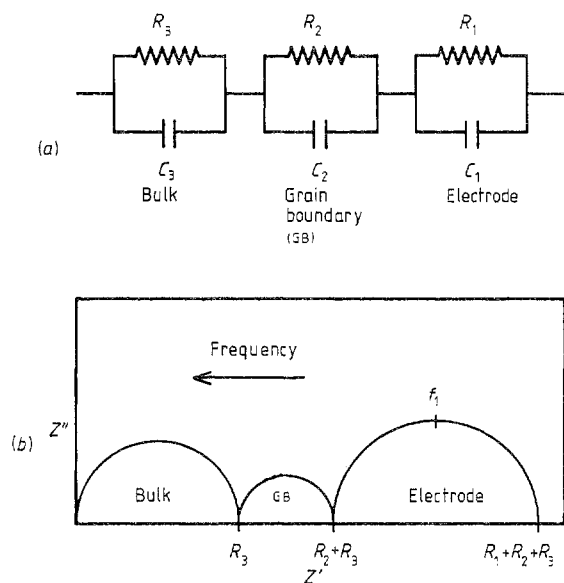 R3 R2 R1
(a)
C3 C2 C1
Bulk Grain Electrode
boundary
(GB)
Frequency
f1
(b) Z"
Bulk GB Electrode
R3 R2+R3 R1+R2+R3
Z'